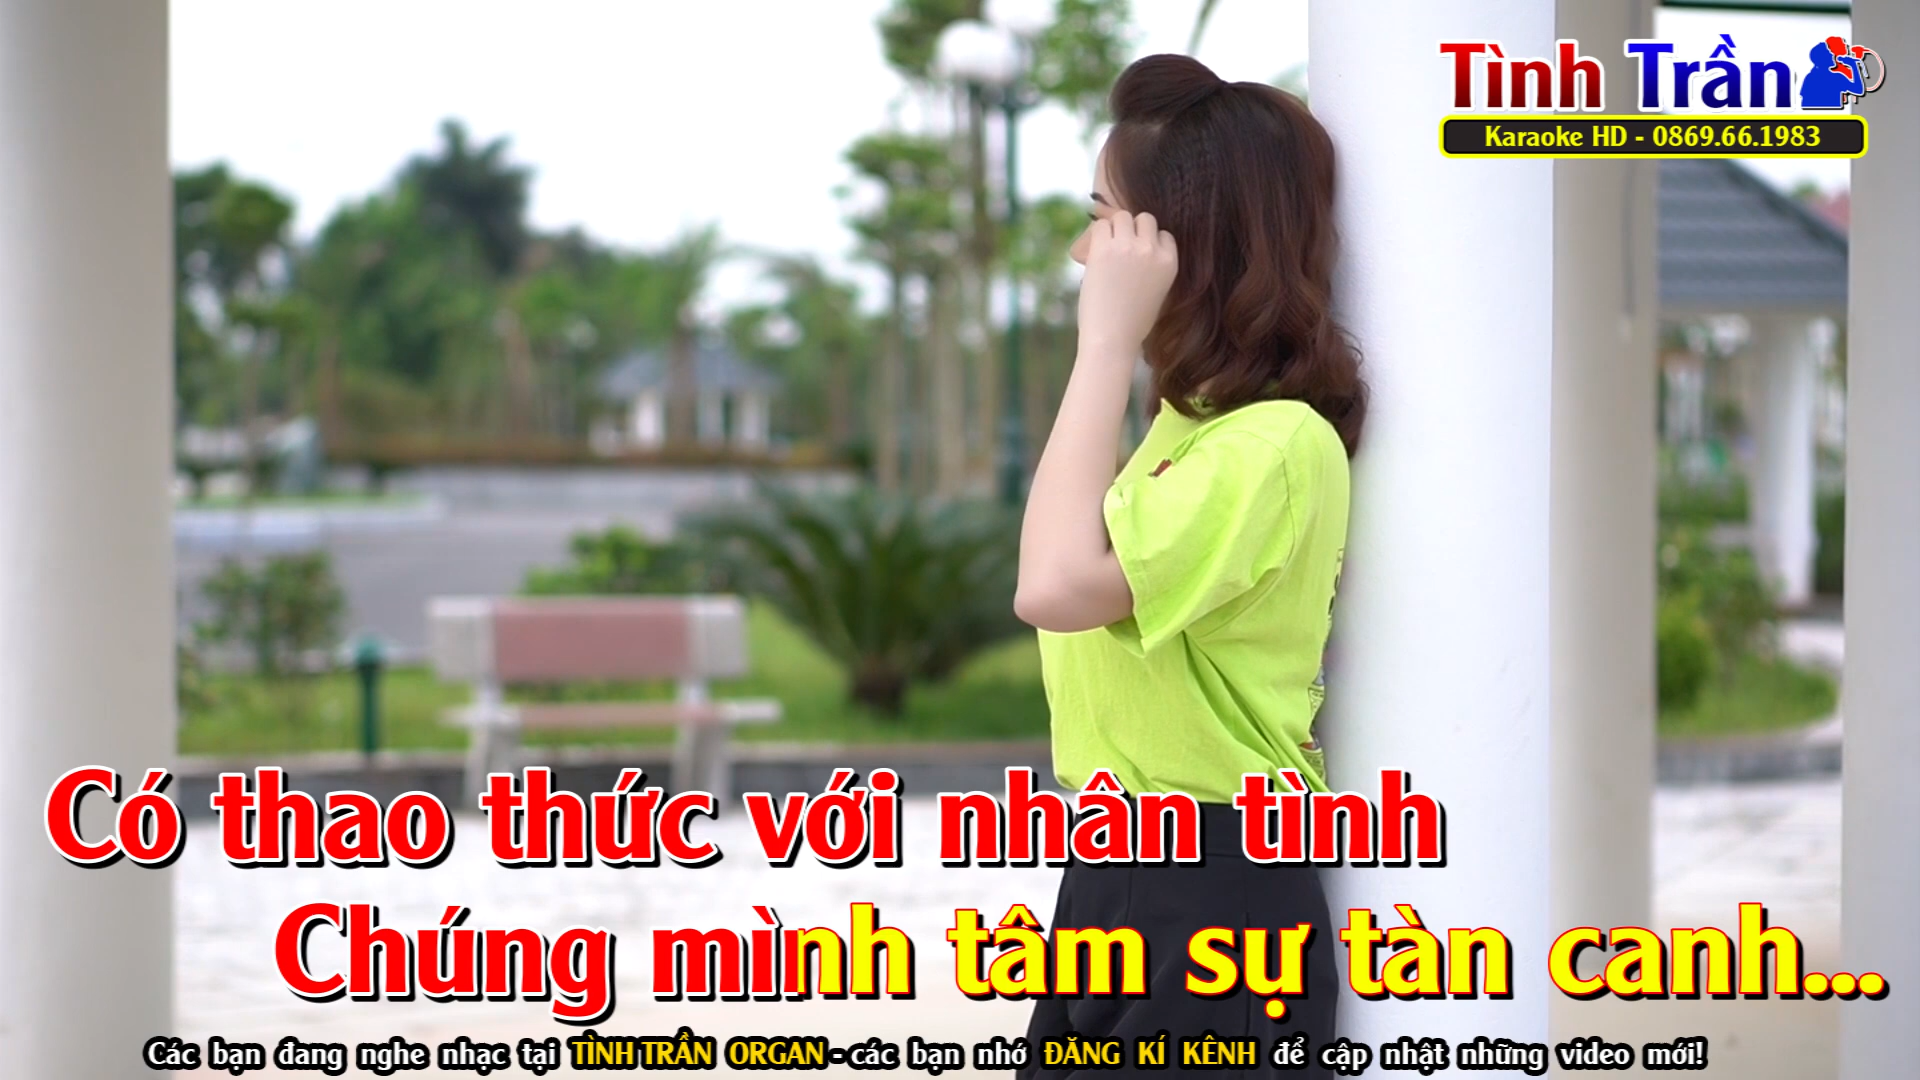 Tình Trần
Karaoke HD - 0869.66.1983
Có thao thức với nhân tình
Chúng mình tâm sự tàn canh...
Các bạn đang nghe nhạc tại TÌNH TRẦN ORGAN - các bạn nhớ ĐĂNG KÍ KÊNH để cập nhật những video mới!